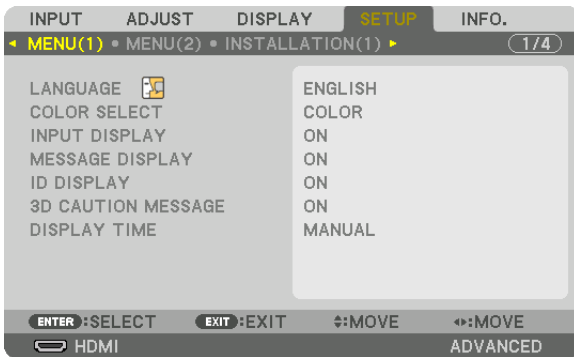 INPUT ADJUST DISPLAY SETUP INFO.
MENU(1) • MENU(2) • INSTALLATION(1) 1/4
LANGUAGE ENGLISH
COLOR SELECT COLOR
INPUT DISPLAY ON
MESSAGE DISPLAY ON
ID DISPLAY ON
3D CAUTION MESSAGE ON
DISPLAY TIME MANUAL
ENTER :SELECT EXIT :EXIT :MOVE :MOVE
HDMI ADVANCED